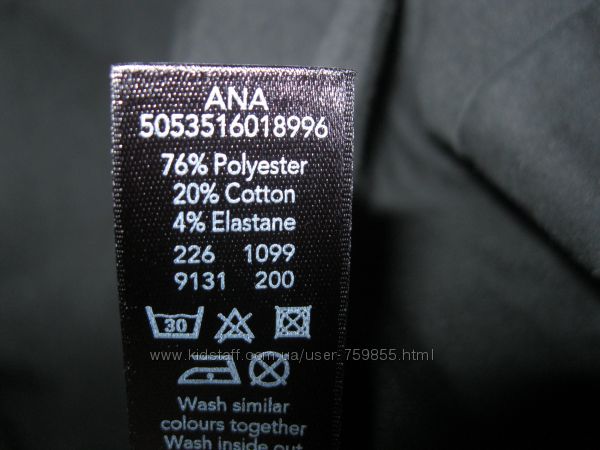 ANA
5053516018996
76% Polyester
20% Cotton
4% Elastane
226 1099
9131 200
30
www.kidstaff.com.ua/user-759855.html
Wash similar
colours together
Wash inside out